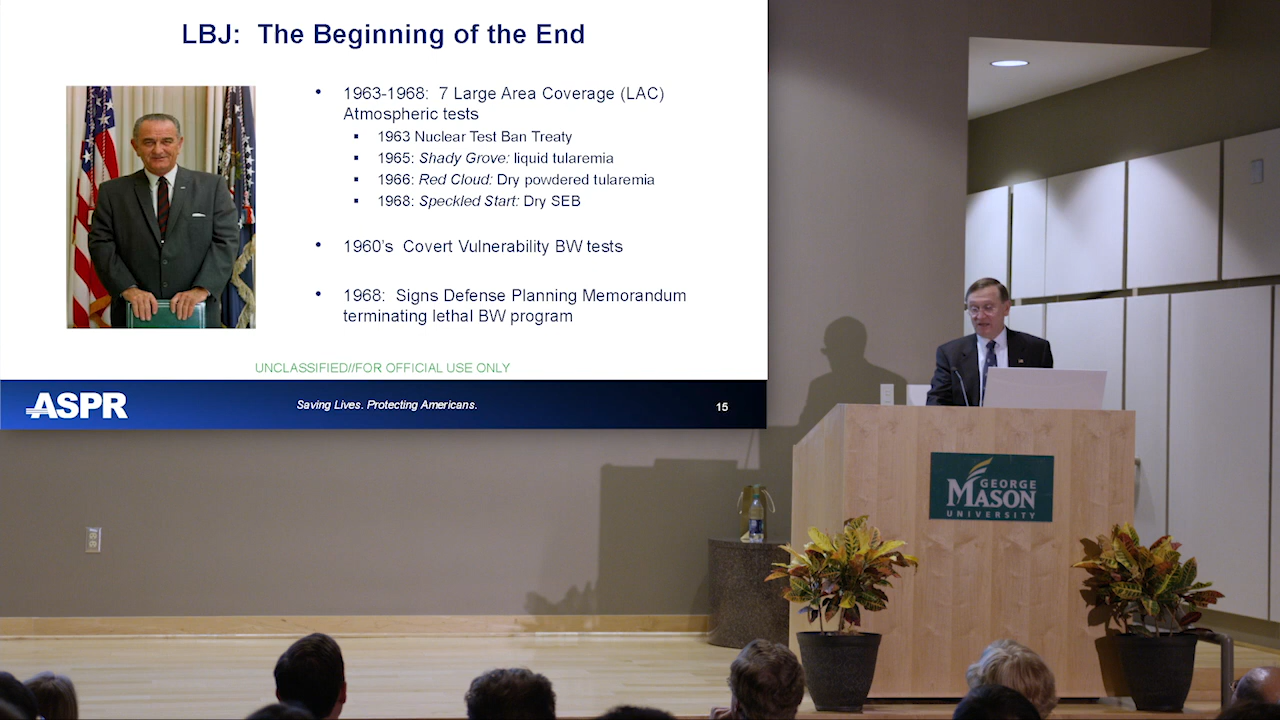 LBJ:  The Beginning of the End
• 1963-1968:  7 Large Area Coverage (LAC)
Atmospheric tests
▪ 1963 Nuclear Test Ban Treaty
▪ 1965: Shady Grove: liquid tularemia
▪ 1966: Red Cloud: Dry powdered tularemia
▪ 1968: Speckled Start: Dry SEB
• 1960's  Covert Vulnerability BW tests
• 1968:  Signs Defense Planning Memorandum
terminating lethal BW program
UNCLASSIFIED//FOR OFFICIAL USE ONLY
ASPR
Saving Lives. Protecting Americans.
15
GEORGE
MASON
UNIVERSITY